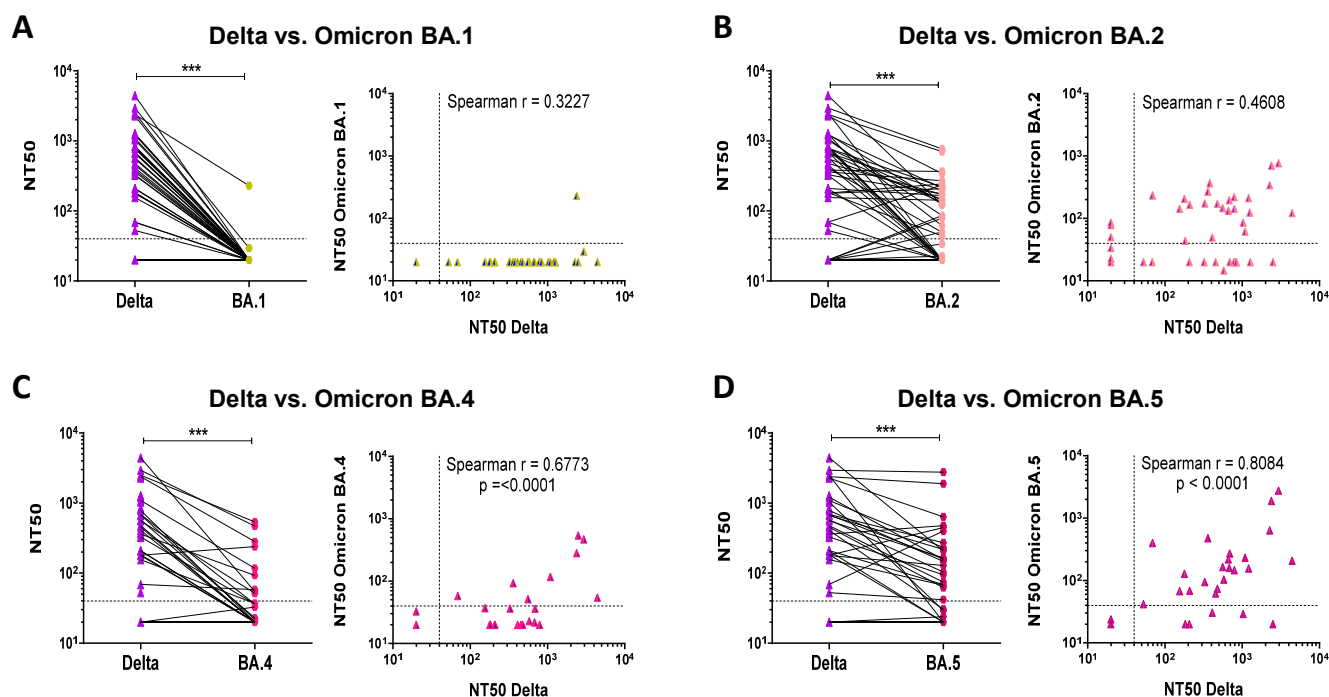 A
Delta vs. Omicron BA.1
NT50
10⁴
10³
10²
10¹
***
Delta
BA.1
NT50 Omicron BA.1
10⁴
10³
10²
10¹
Spearman r = 0.3227
10¹
10²
10³
10⁴
NT50 Delta
B
Delta vs. Omicron BA.2
NT50
10⁴
10³
10²
10¹
***
Delta
BA.2
NT50 Omicron BA.2
10⁴
10³
10²
10¹
Spearman r = 0.4608
10¹
10²
10³
10⁴
NT50 Delta
C
Delta vs. Omicron BA.4
NT50
10⁴
10³
10²
10¹
***
Delta
BA.4
NT50 Omicron BA.4
10⁴
10³
10²
10¹
Spearman r = 0.6773
p =<0.0001
10¹
10²
10³
10⁴
NT50 Delta
D
Delta vs. Omicron BA.5
NT50
10⁴
10³
10²
10¹
***
Delta
BA.5
NT50 Omicron BA.5
10⁴
10³
10²
10¹
Spearman r = 0.8084
p < 0.0001
10¹
10²
10³
10⁴
NT50 Delta